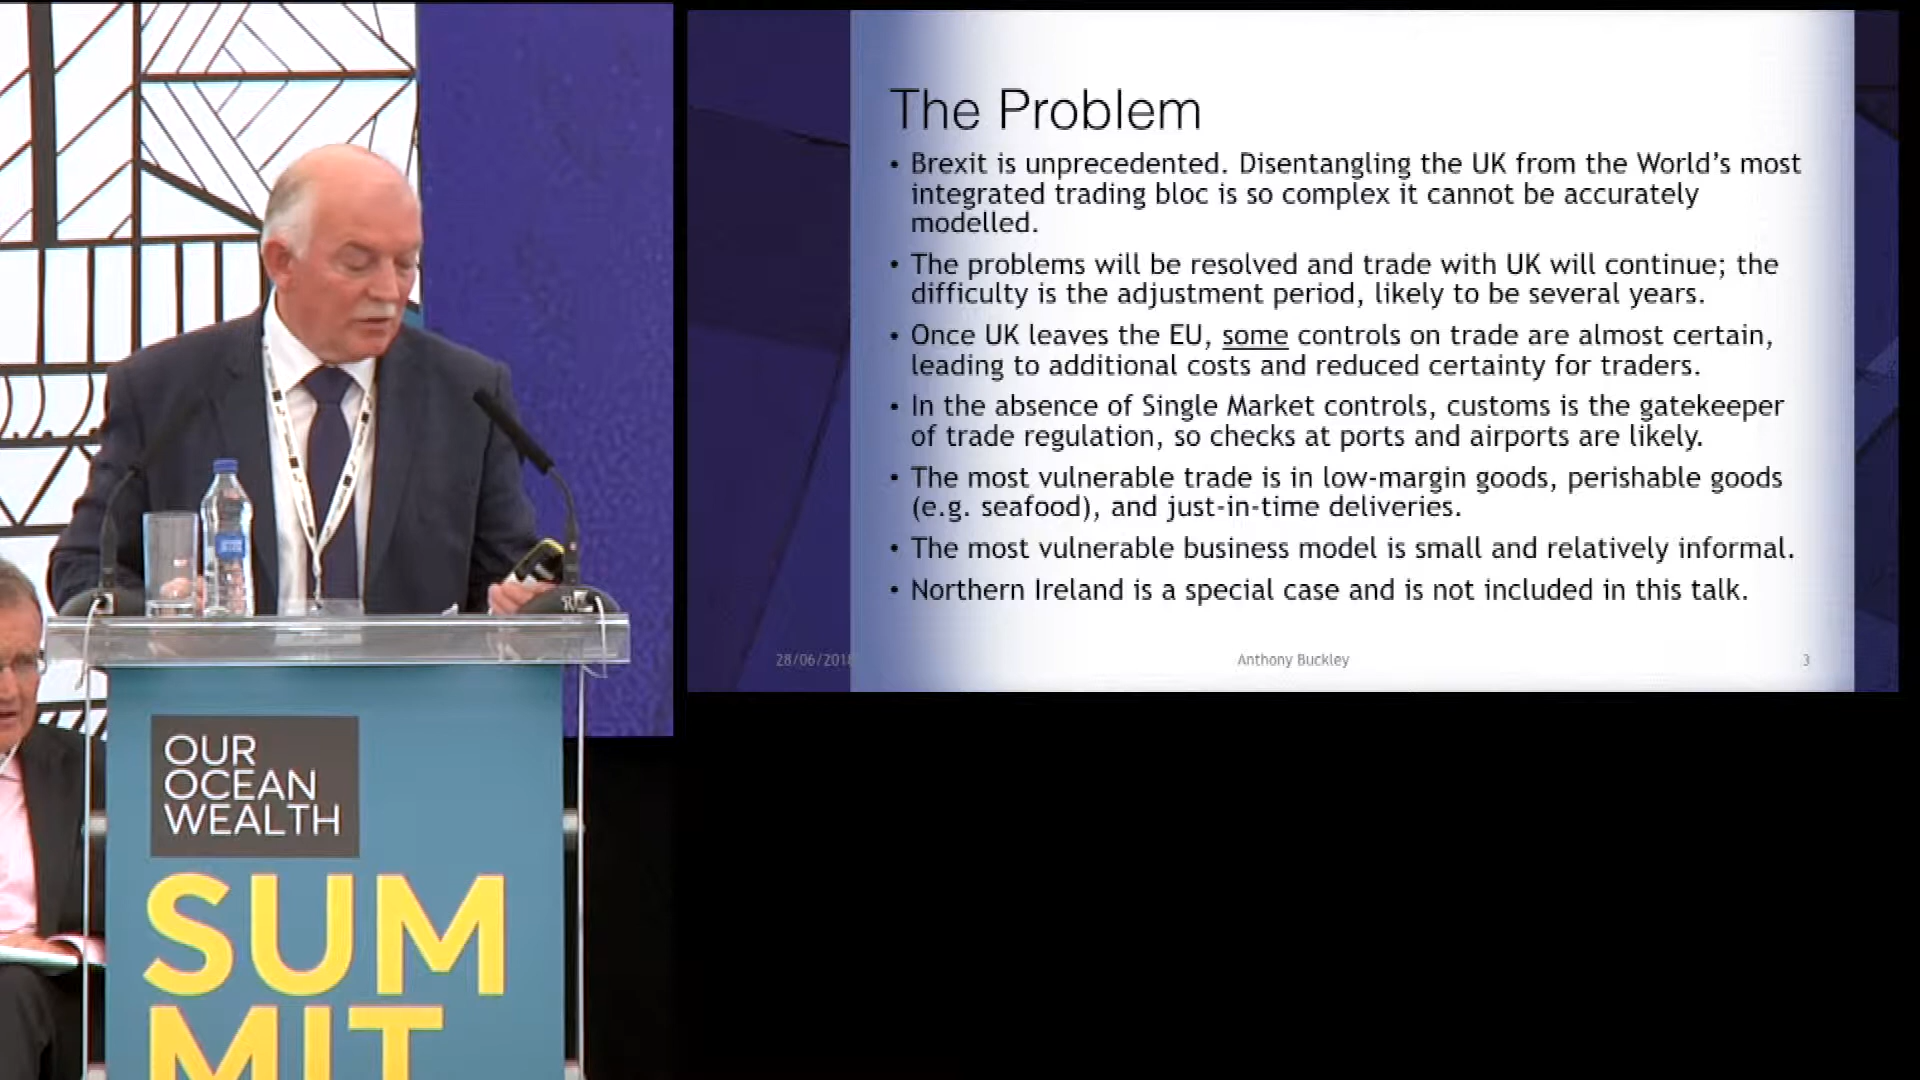 The Problem
• Brexit is unprecedented. Disentangling the UK from the World’s most
integrated trading bloc is so complex it cannot be accurately
modelled.
• The problems will be resolved and trade with UK will continue; the
difficulty is the adjustment period, likely to be several years.
• Once UK leaves the EU, some controls on trade are almost certain,
leading to additional costs and reduced certainty for traders.
• In the absence of Single Market controls, customs is the gatekeeper
of trade regulation, so checks at ports and airports are likely.
• The most vulnerable trade is in low-margin goods, perishable goods
(e.g. seafood), and just-in-time deliveries.
• The most vulnerable business model is small and relatively informal.
• Northern Ireland is a special case and is not included in this talk.
28/06/2018
Anthony Buckley
3
OUR
OCEAN
WEALTH
SUM
MIT